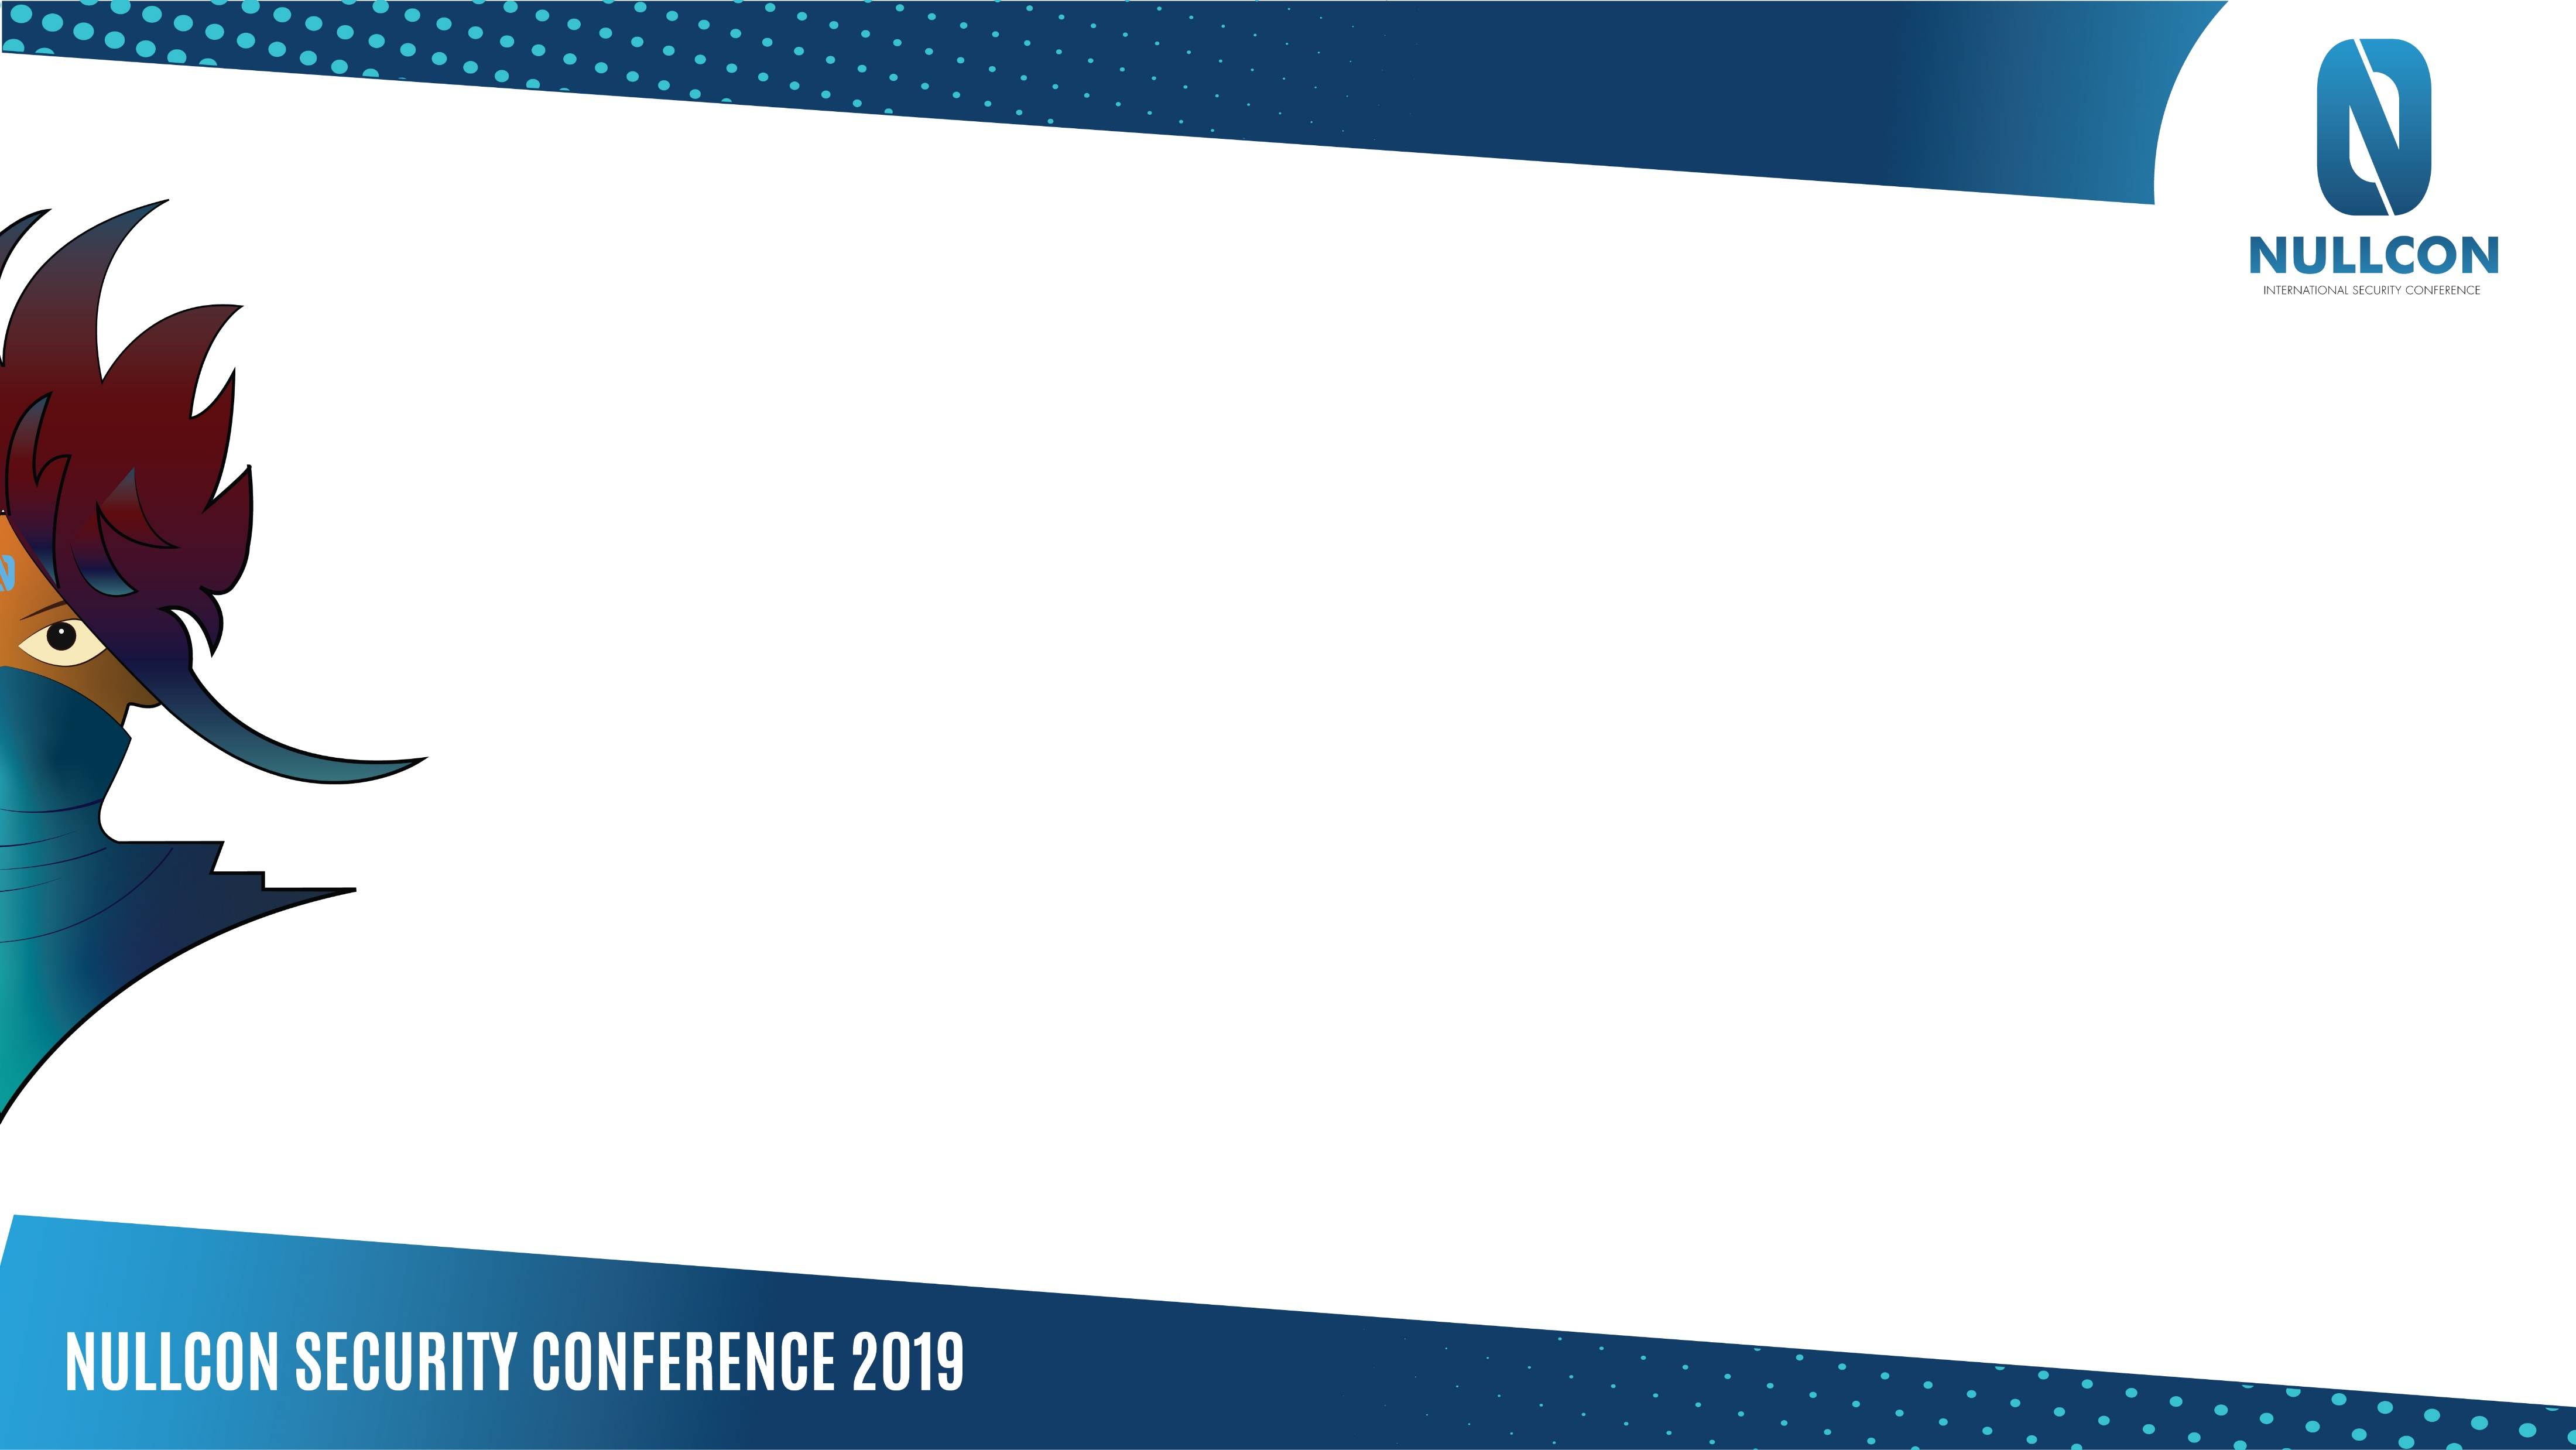 NULLCON
INTERNATIONAL SECURITY CONFERENCE
N
NULLCON SECURITY CONFERENCE 2019